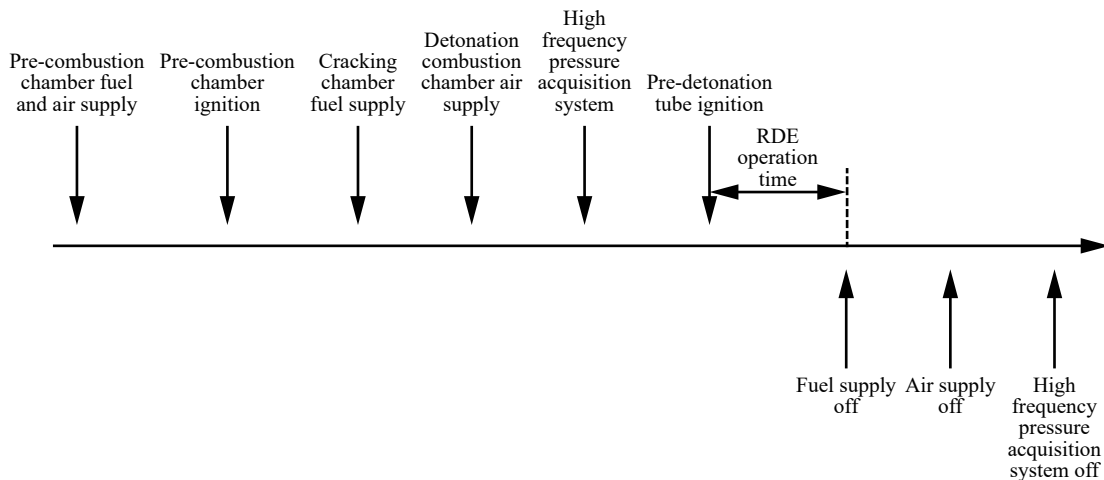 Pre-combustion
chamber fuel
and air supply
Pre-combustion
chamber
ignition
Cracking
chamber
fuel supply
Detonation
combustion
chamber air
supply
High
frequency
pressure
acquisition
system
Pre-detonation
tube ignition
RDE
operation
time
Fuel supply
off
Air supply
off
High
frequency
pressure
acquisition
system off